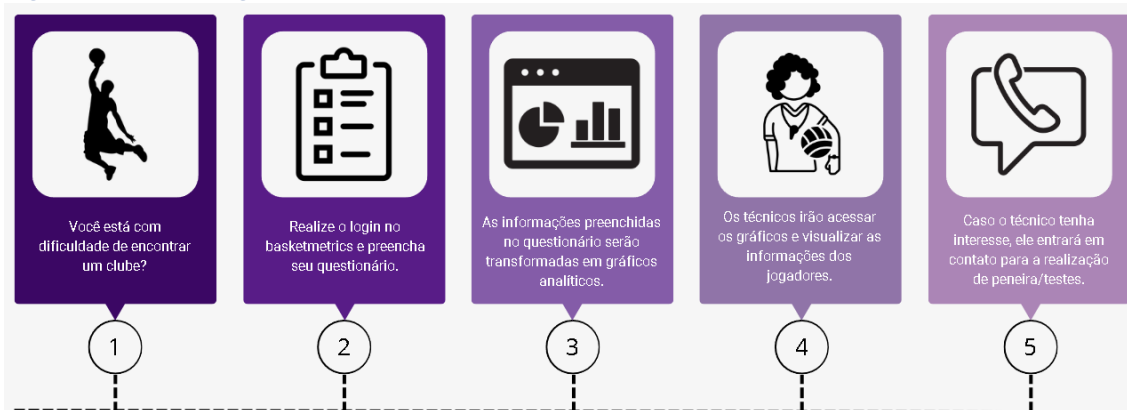 Você está com
dificuldade de encontrar
um clube?
Realize o login no
basketmetrics e preencha
seu questionário.
As informações preenchidas
no questionário serão
transformadas em gráficos
analíticos.
Os técnicos irão acessar
os gráficos e visualizar as
informações dos
jogadores.
Caso o técnico tenha
interesse, ele entrará em
contato para a realização
de peneira/testes.
1
2
3
4
5